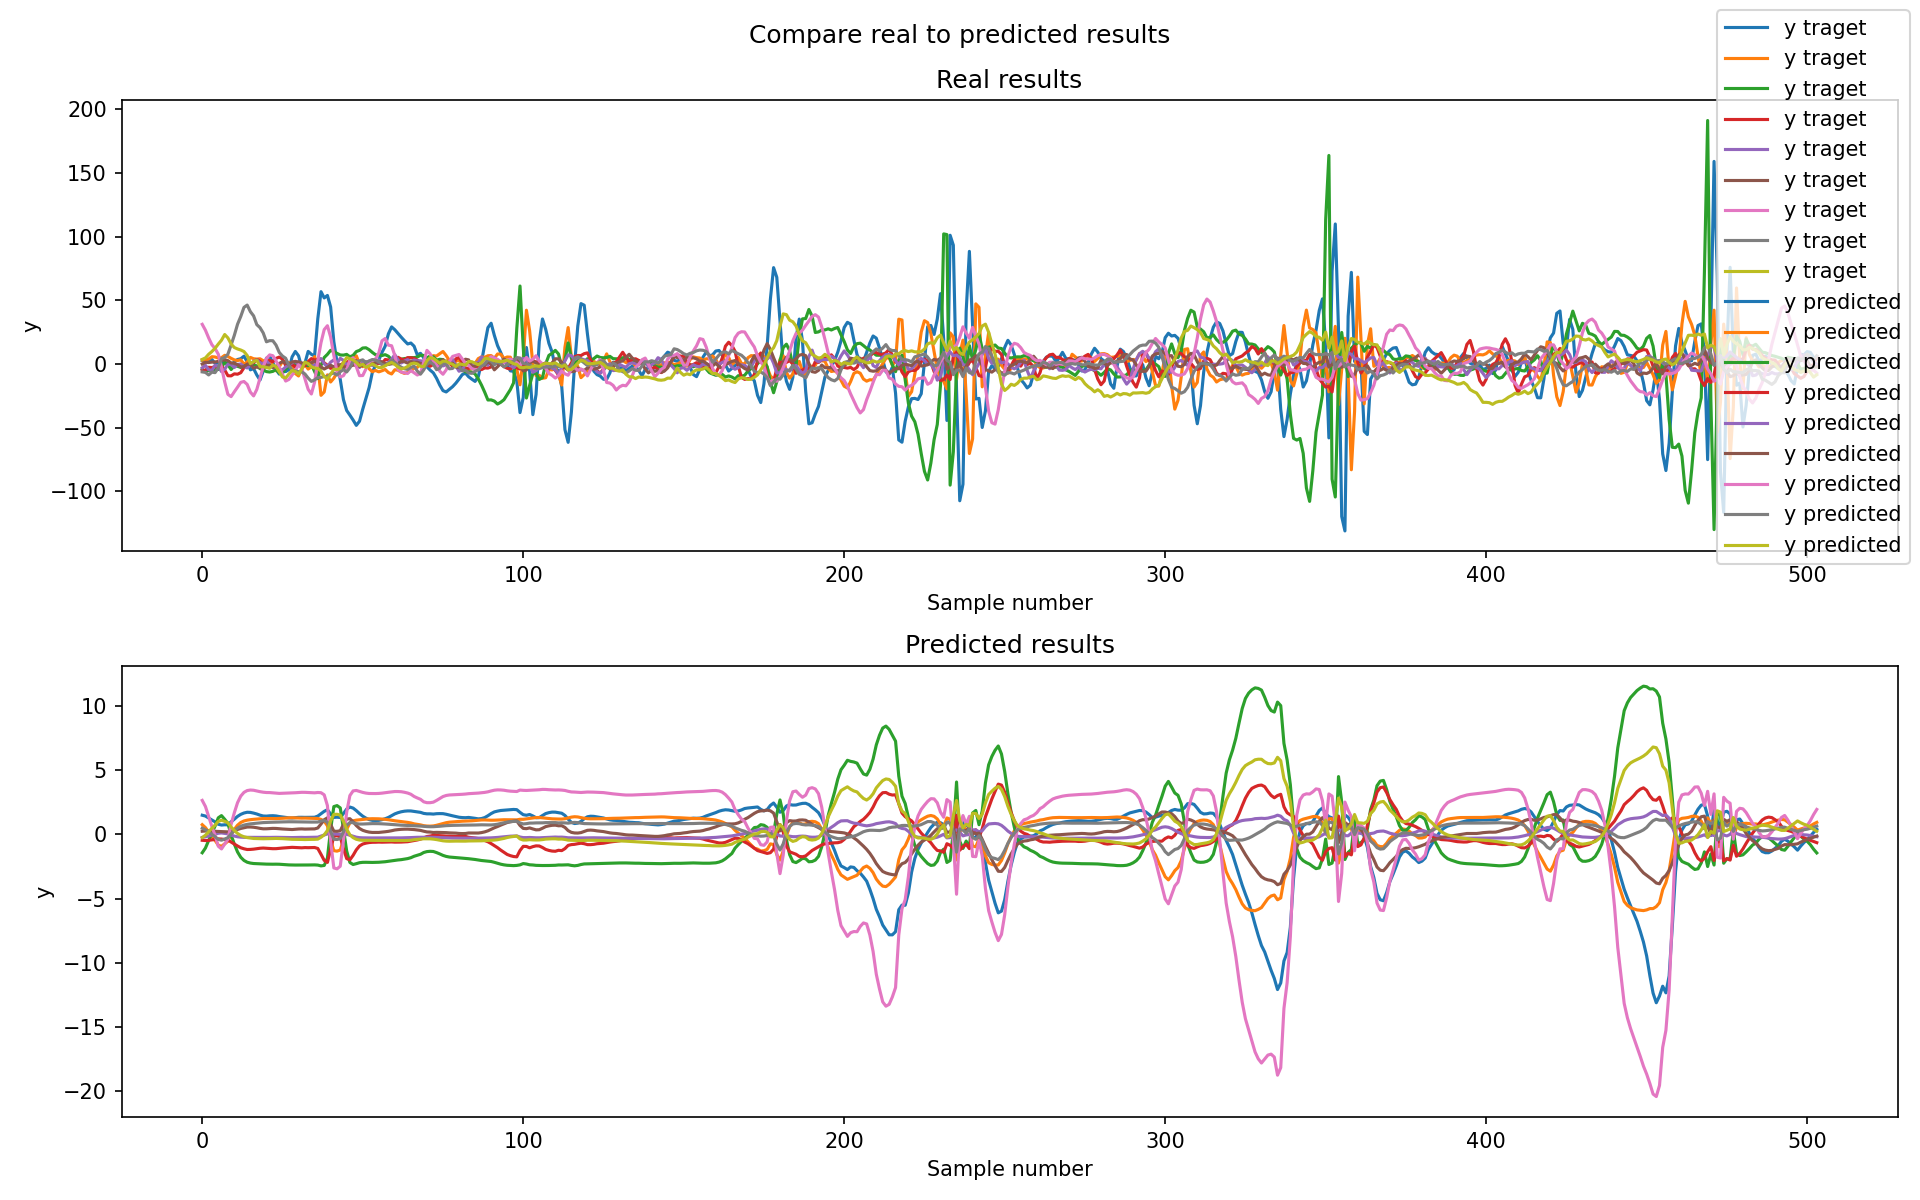 Compare real to predicted results
Real results
y traget
y traget
y traget
y traget
y traget
y traget
y traget
y traget
y traget
y predicted
y predicted
y predicted
y predicted
y predicted
y predicted
y predicted
y predicted
y predicted
200
150
100
50
0
−50
−100
y
0 100 200 300 400 500
Sample number
Predicted results
10
5
0
−5
−10
−15
−20
y
0 100 200 300 400 500
Sample number